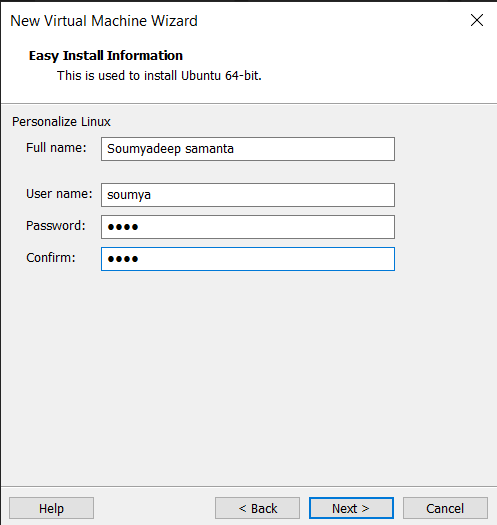 New Virtual Machine Wizard
Easy Install Information
This is used to install Ubuntu 64-bit.
Personalize Linux
Full name: Soumyadeep samanta
User name: soumya
Password: ●●●●
Confirm: ●●●●
Help < Back Next > Cancel